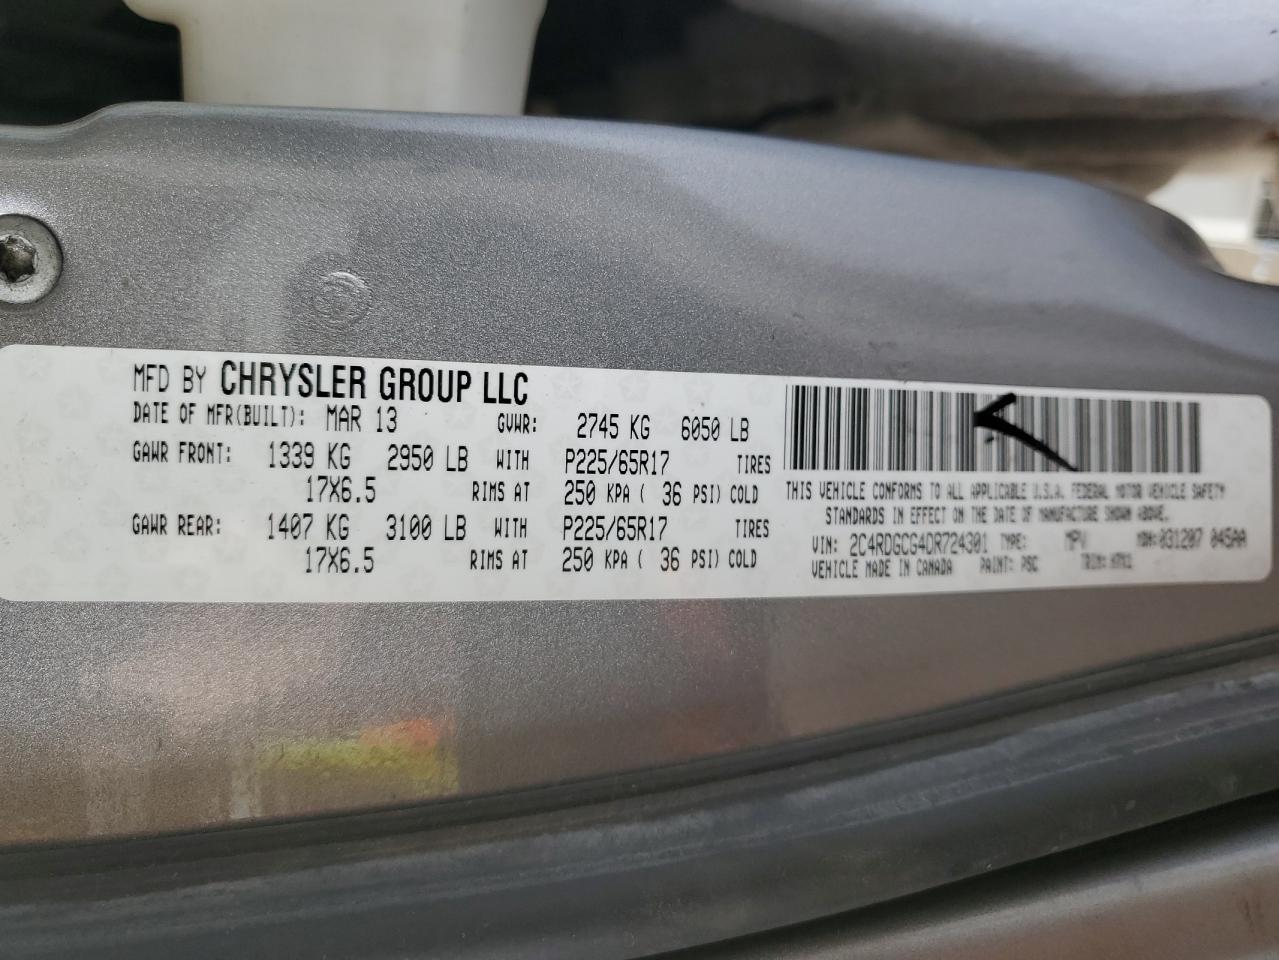 MFD BY CHRYSLER GROUP LLC
DATE OF MFR(BUILT): MAR 13 GVWR: 2745 KG 6050 LB
GAWR FRONT: 1339 KG 2950 LB WITH P225/65R17 TIRES
17X6.5 RIMS AT 250 KPA ( 36 PSI) COLD
GAWR REAR: 1407 KG 3100 LB WITH P225/65R17 TIRES
17X6.5 RIMS AT 250 KPA ( 36 PSI) COLD
THIS VEHICLE CONFORMS TO ALL APPLICABLE U.S.A. FEDERAL MOTOR VEHICLE SAFETY
STANDARDS IN EFFECT ON THE DATE OF MANUFACTURE SHOWN ABOVE.
VIN: 2C4RDGCG4DR724301 TYPE: MPV MDH: 031207 045AA
VEHICLE MADE IN CANADA PAINT: PSC TRIM: